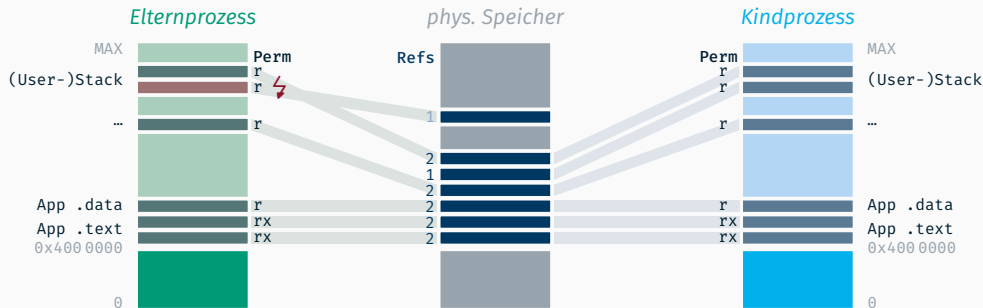 Elternprozess phys. Speicher Kindprozess
MAX Perm Refs Perm MAX
(User-)Stack r r (User-)Stack
r r
1
… r r …
2
1
2
App .data r 2 r App .data
App .text rx 2 rx App .text
0x400 0000 rx 2 rx 0x400 0000
0 0